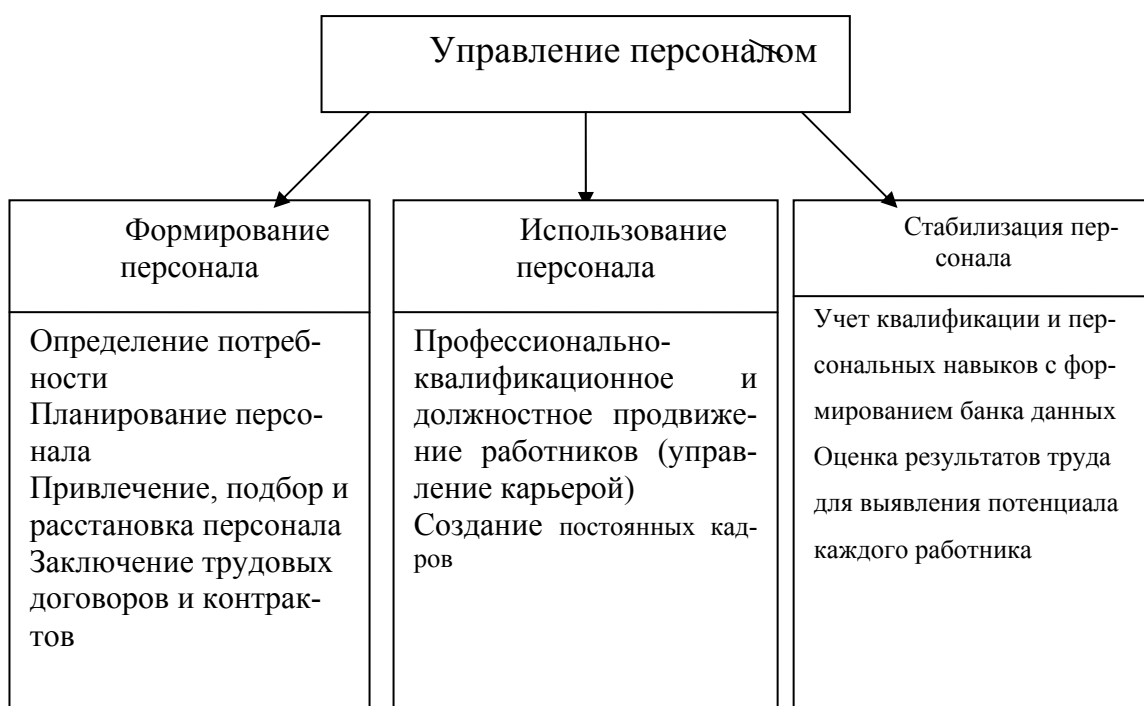 Управление персоналом
Формирование
персонала
Определение потреб-
ности
Планирование персо-
нала
Привлечение, подбор и
расстановка персонала
Заключение трудовых
договоров и контрак-
тов
Использование
персонала
Профессионально-
квалификационное и
должностное продвиже-
ние работников (управ-
ление карьерой)
Создание постоянных кад-
ров
Стабилизация пер-
сонала
Учет квалификации и пер-
сональных навыков с фор-
мированием банка данных
Оценка результатов труда
для выявления потенциала
каждого работника